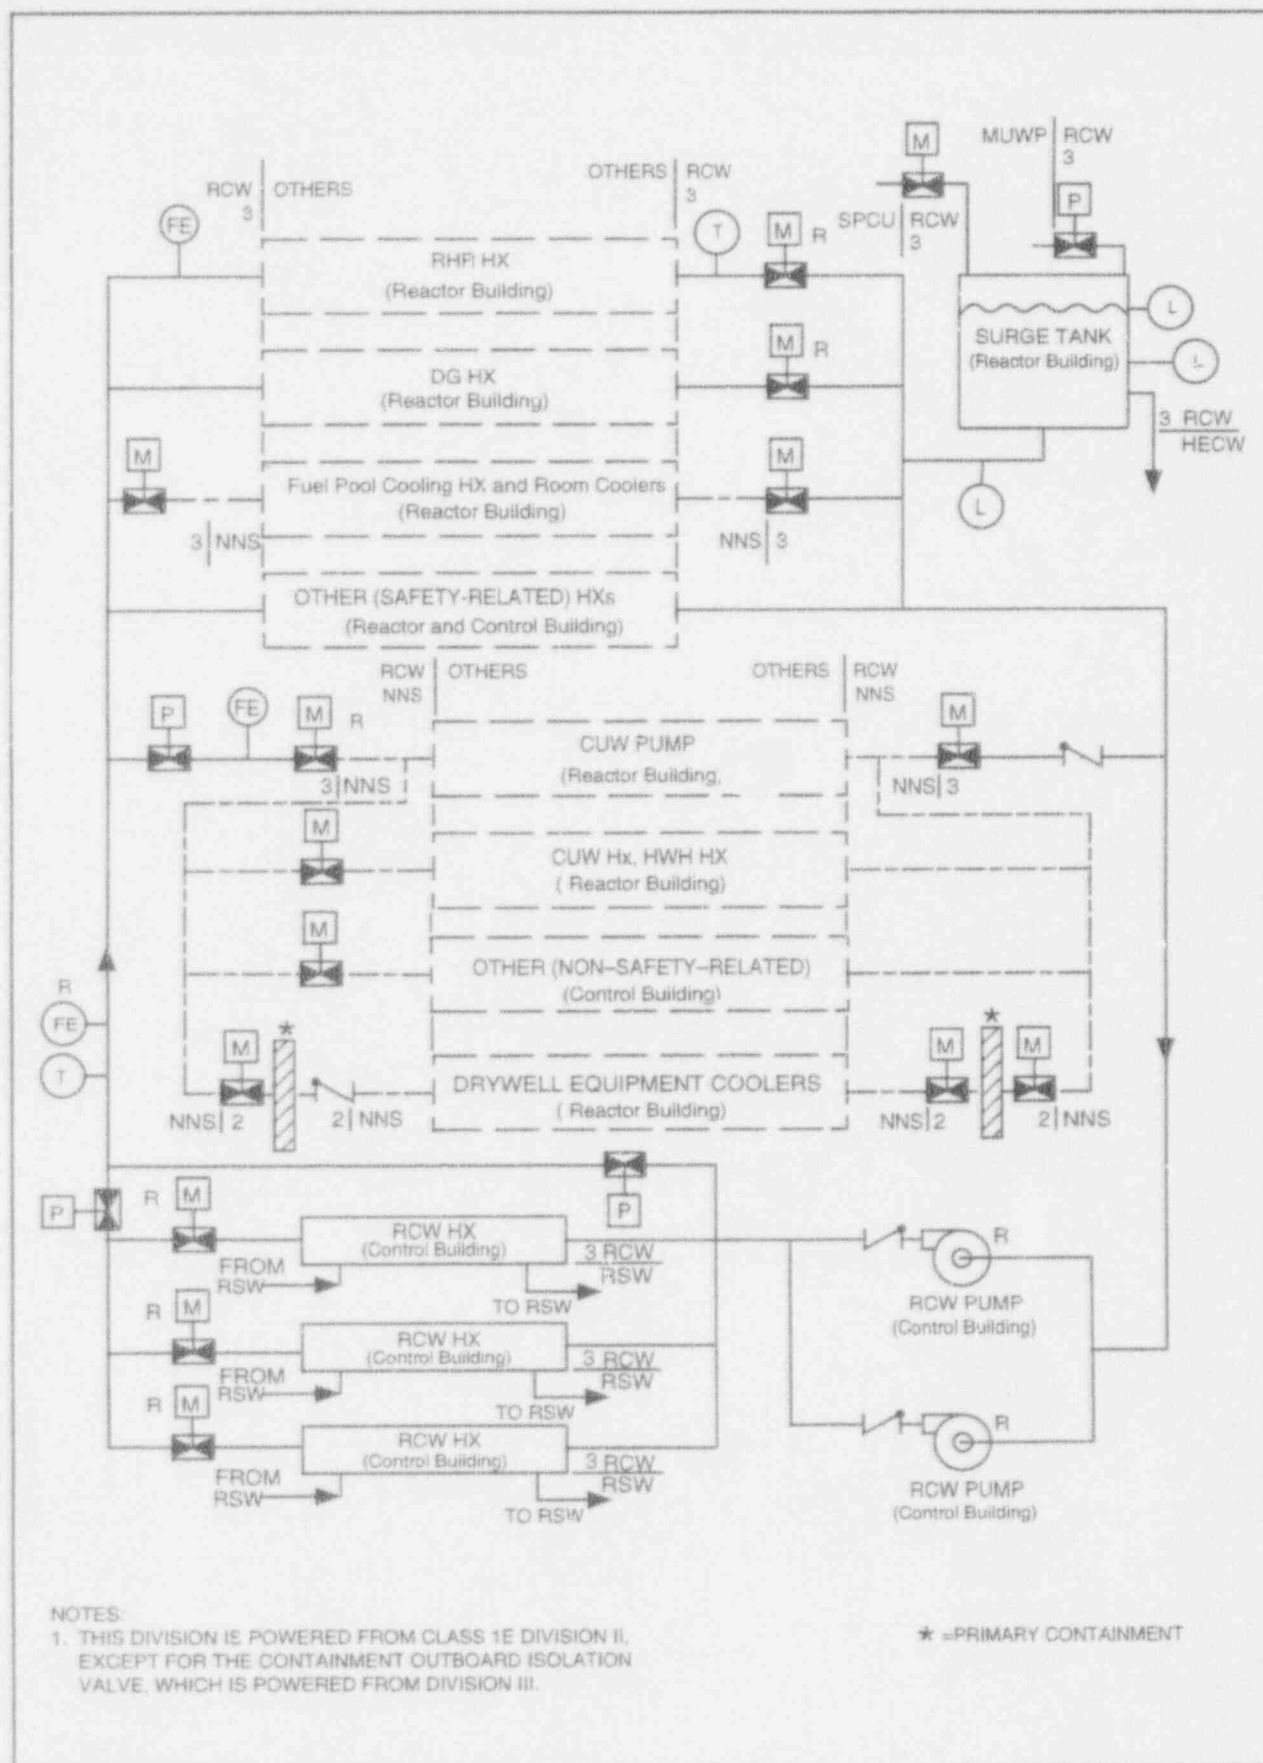 MUWP RCW
3
M
P
RCW OTHERS
3
OTHERS RCW
3
SPCU RCW
3
FE
T
M R
RHR HX
(Reactor Building)
L
M R
SURGE TANK
(Reactor Building)
L
DG HX
(Reactor Building)
3 RCW
HECW
M
M
Fuel Pool Cooling HX and Room Coolers
(Reactor Building)
L
3 NNS
NNS 3
OTHER (SAFETY-RELATED) HXs
(Reactor and Control Building)
RCW OTHERS
NNS
OTHERS RCW
NNS
P
FE
M R
M
CUW PUMP
(Reactor Building,
3 NNS
NNS 3
M
CUW Hx, HWH HX
( Reactor Building)
M
OTHER (NON-SAFETY-RELATED)
(Control Building)
R
FE
T
M
*
M
*
M
DRYWELL EQUIPMENT COOLERS
( Reactor Building)
NNS 2
2 NNS
NNS 2
2 NNS
P
P
R M
RCW HX
(Control Building)
FROM
RSW
TO RSW
3 RCW
RSW
R
RCW PUMP
(Control Building)
R M
RCW HX
(Control Building)
FROM
RSW
TO RSW
3 RCW
RSW
R M
RCW HX
(Control Building)
FROM
RSW
TO RSW
3 RCW
RSW
R
RCW PUMP
(Control Building)
NOTES:
1. THIS DIVISION IS POWERED FROM CLASS 1E DIVISION II,
EXCEPT FOR THE CONTAINMENT OUTBOARD ISOLATION
VALVE, WHICH IS POWERED FROM DIVISION III.
* =PRIMARY CONTAINMENT